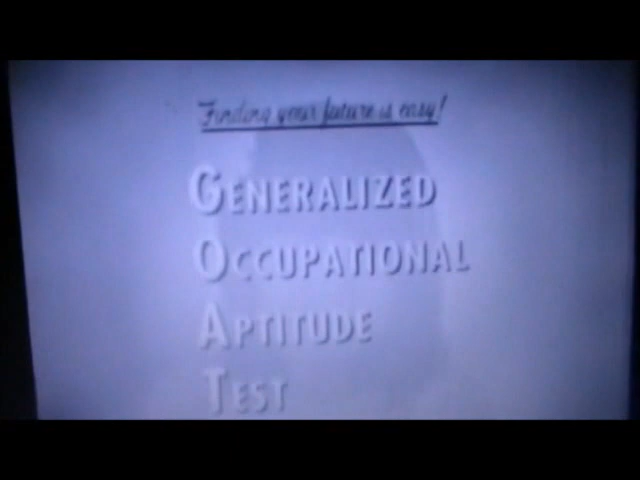 Finding your future is easy!
GENERALIZED
OCCUPATIONAL
APTITUDE
TEST